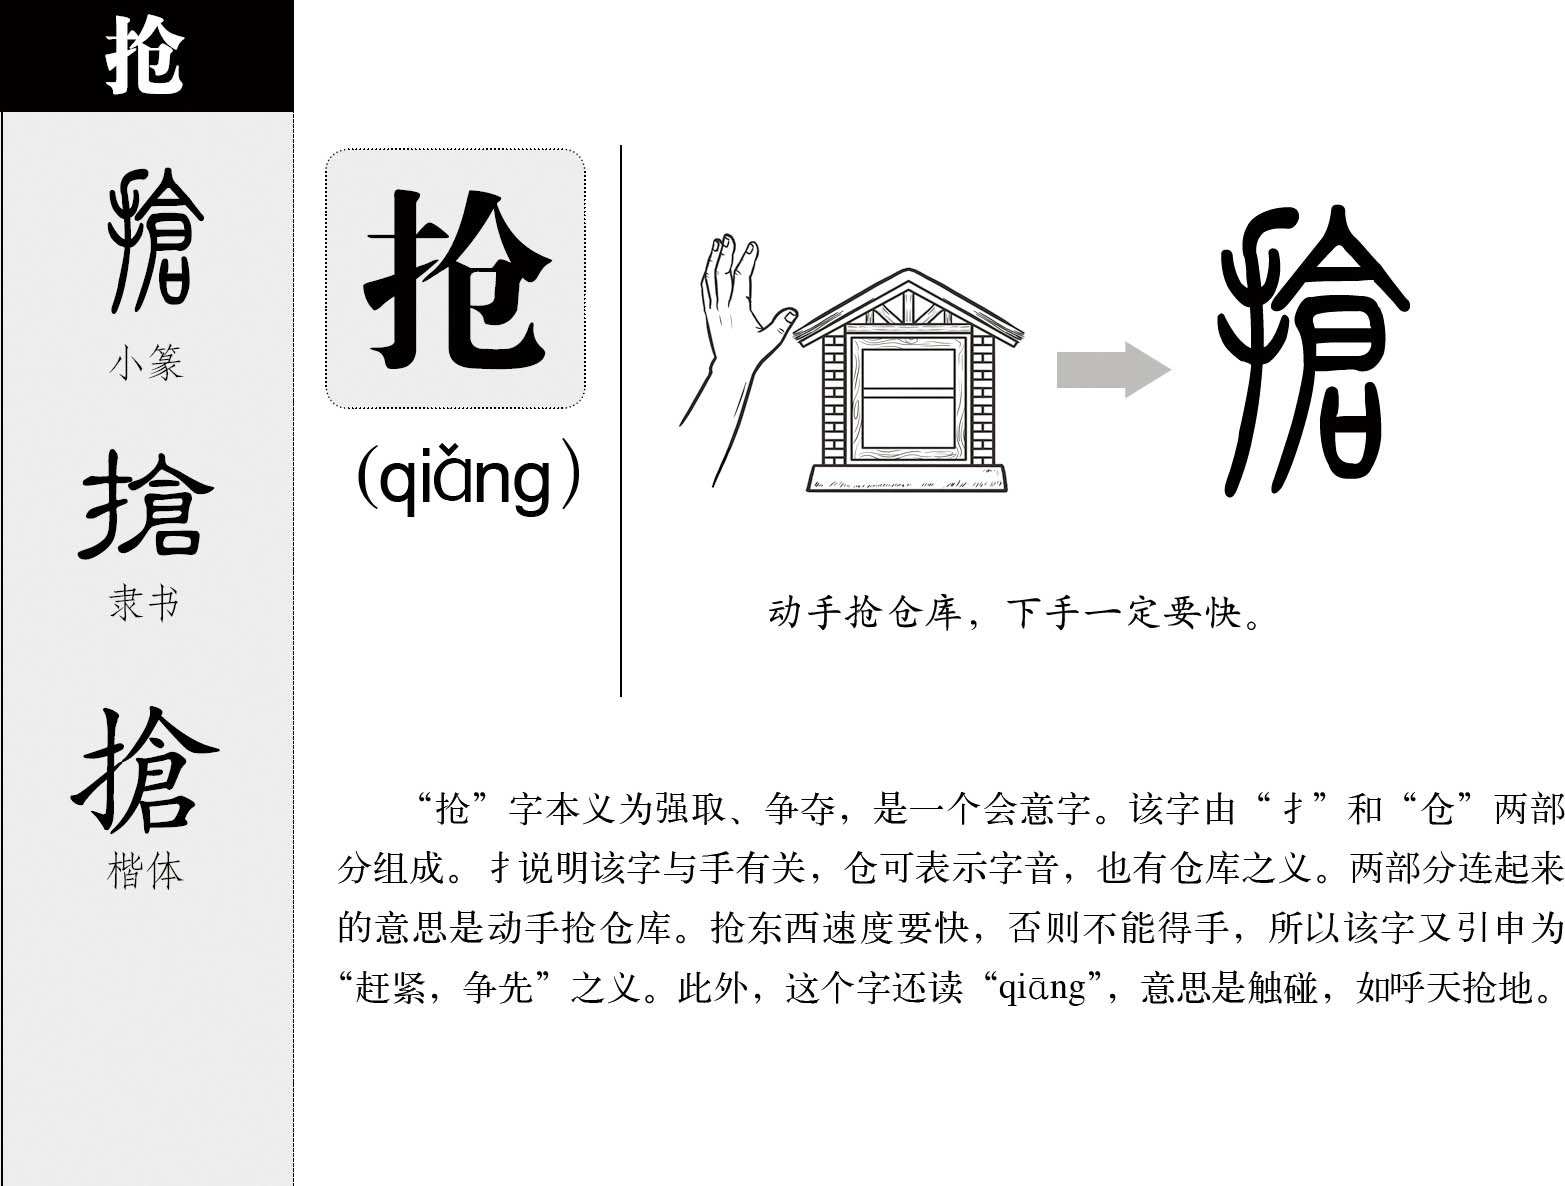 抢
搶
小篆
搶
隶书
搶
楷体
抢
（qiǎng）
搶
动手抢仓库，下手一定要快。
“抢”字本义为强取、争夺，是一个会意字。该字由“扌”和“仓”两部
分组成。扌说明该字与手有关，仓可表示字音，也有仓库之义。两部分连起来
的意思是动手抢仓库。抢东西速度要快，否则不能得手，所以该字又引申为
“赶紧，争先”之义。此外，这个字还读“qiāng”，意思是触碰，如呼天抢地。